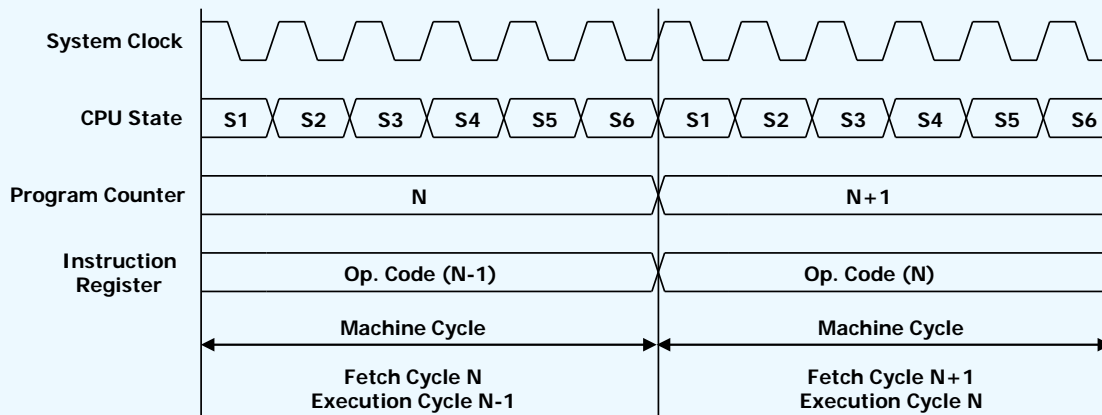 System Clock
CPU State
S1 S2 S3 S4 S5 S6 S1 S2 S3 S4 S5 S6
Program Counter
N
N+1
Instruction
Register
Op. Code (N-1)
Op. Code (N)
Machine Cycle
Machine Cycle
Fetch Cycle N
Execution Cycle N-1
Fetch Cycle N+1
Execution Cycle N